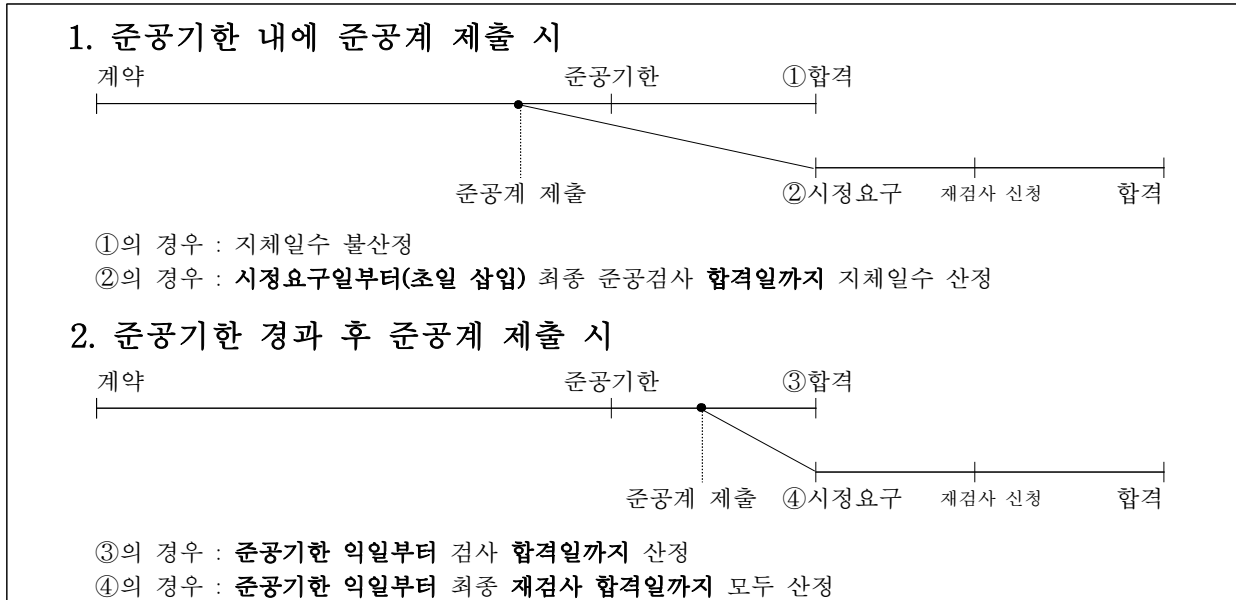 1. 준공기한 내에 준공계 제출 시
계약 준공기한 ①합격
준공계 제출 ②시정요구 재검사 신청 합격
①의 경우 : 지체일수 불산정
②의 경우 : 시정요구일부터(초일 삽입) 최종 준공검사 합격일까지 지체일수 산정
2. 준공기한 경과 후 준공계 제출 시
계약 준공기한 ③합격
준공계 제출 ④시정요구 재검사 신청 합격
③의 경우 : 준공기한 익일부터 검사 합격일까지 산정
④의 경우 : 준공기한 익일부터 최종 재검사 합격일까지 모두 산정